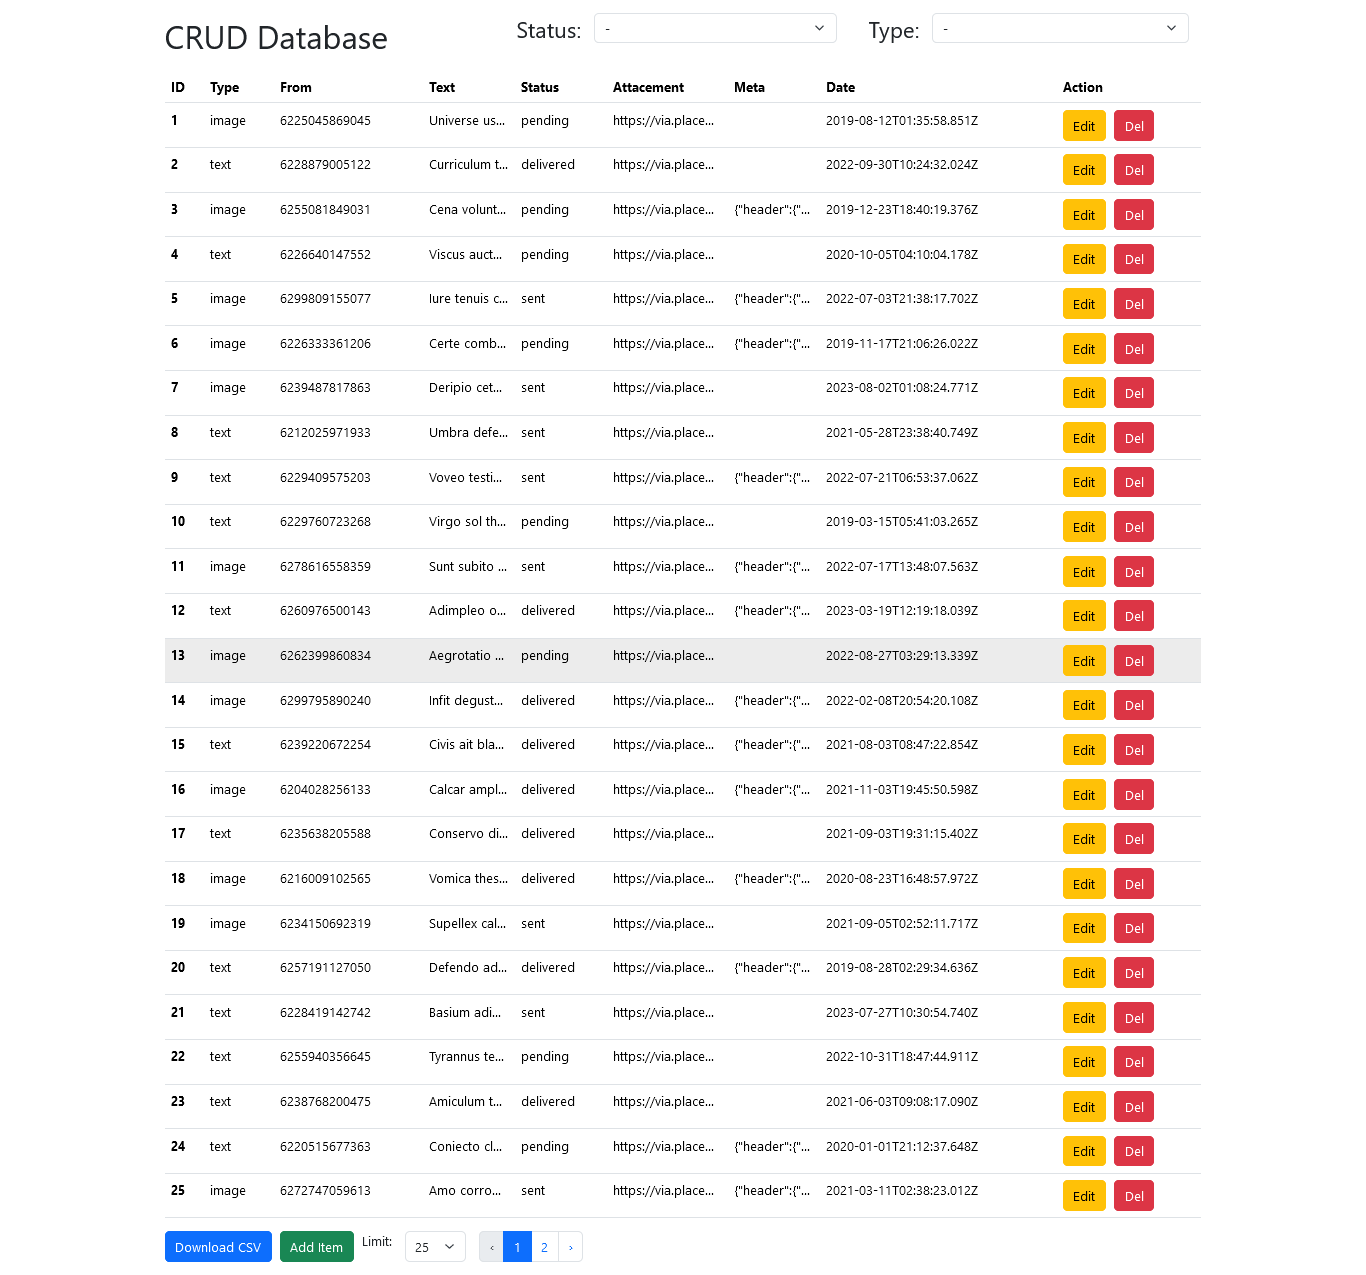 CRUD Database Status: - Type: -
ID Type From Text Status Attacement Meta Date Action
1 image 6225045869045 Universe us... pending https://via.place... 2019-08-12T01:35:58.851Z Edit Del
2 text 6228879005122 Curriculum t... delivered https://via.place... 2022-09-30T10:24:32.024Z Edit Del
3 image 6255081849031 Cena volunt... pending https://via.place... {"header":{"... 2019-12-23T18:40:19.376Z Edit Del
4 text 6226640147552 Viscus auct... pending https://via.place... 2020-10-05T04:10:04.178Z Edit Del
5 image 6299809155077 Iure tenuis c... sent https://via.place... {"header":{"... 2022-07-03T21:38:17.702Z Edit Del
6 image 6226333361206 Certe comb... pending https://via.place... {"header":{"... 2019-11-17T21:06:26.022Z Edit Del
7 image 6239487817863 Deripio cet... sent https://via.place... 2023-08-02T01:08:24.771Z Edit Del
8 text 6212025971933 Umbra defe... sent https://via.place... 2021-05-28T23:38:40.749Z Edit Del
9 text 6229409575203 Voveo testi... sent https://via.place... {"header":{"... 2022-07-21T06:53:37.062Z Edit Del
10 text 6229760723268 Virgo sol th... pending https://via.place... 2019-03-15T05:41:03.265Z Edit Del
11 image 6278616558359 Sunt subito ... sent https://via.place... {"header":{"... 2022-07-17T13:48:07.563Z Edit Del
12 text 6260976500143 Adimpleo o... delivered https://via.place... {"header":{"... 2023-03-19T12:19:18.039Z Edit Del
13 image 6262399860834 Aegrotatio ... pending https://via.place... 2022-08-27T03:29:13.339Z Edit Del
14 image 6299795890240 Infit degust... delivered https://via.place... {"header":{"... 2022-02-08T20:54:20.108Z Edit Del
15 text 6239220672254 Civis ait bla... delivered https://via.place... {"header":{"... 2021-08-03T08:47:22.854Z Edit Del
16 image 6204028256133 Calcar ampl... delivered https://via.place... {"header":{"... 2021-11-03T19:45:50.598Z Edit Del
17 text 6235638205588 Conservo di... delivered https://via.place... 2021-09-03T19:31:15.402Z Edit Del
18 image 6216009102565 Vomica thes... delivered https://via.place... {"header":{"... 2020-08-23T16:48:57.972Z Edit Del
19 image 6234150692319 Supellex cal... sent https://via.place... 2021-09-05T02:52:11.717Z Edit Del
20 text 6257191127050 Defendo ad... delivered https://via.place... {"header":{"... 2019-08-28T02:29:34.636Z Edit Del
21 text 6228419142742 Basium adi... sent https://via.place... 2023-07-27T10:30:54.740Z Edit Del
22 text 6255940356645 Tyrannus te... pending https://via.place... 2022-10-31T18:47:44.911Z Edit Del
23 text 6238768200475 Amiculum t... delivered https://via.place... 2021-06-03T09:08:17.090Z Edit Del
24 text 6220515677363 Coniecto cl... pending https://via.place... {"header":{"... 2020-01-01T21:12:37.648Z Edit Del
25 image 6272747059613 Amo corro... sent https://via.place... {"header":{"... 2021-03-11T02:38:23.012Z Edit Del
Download CSV Add Item Limit: 25 ‹ 1 2 ›